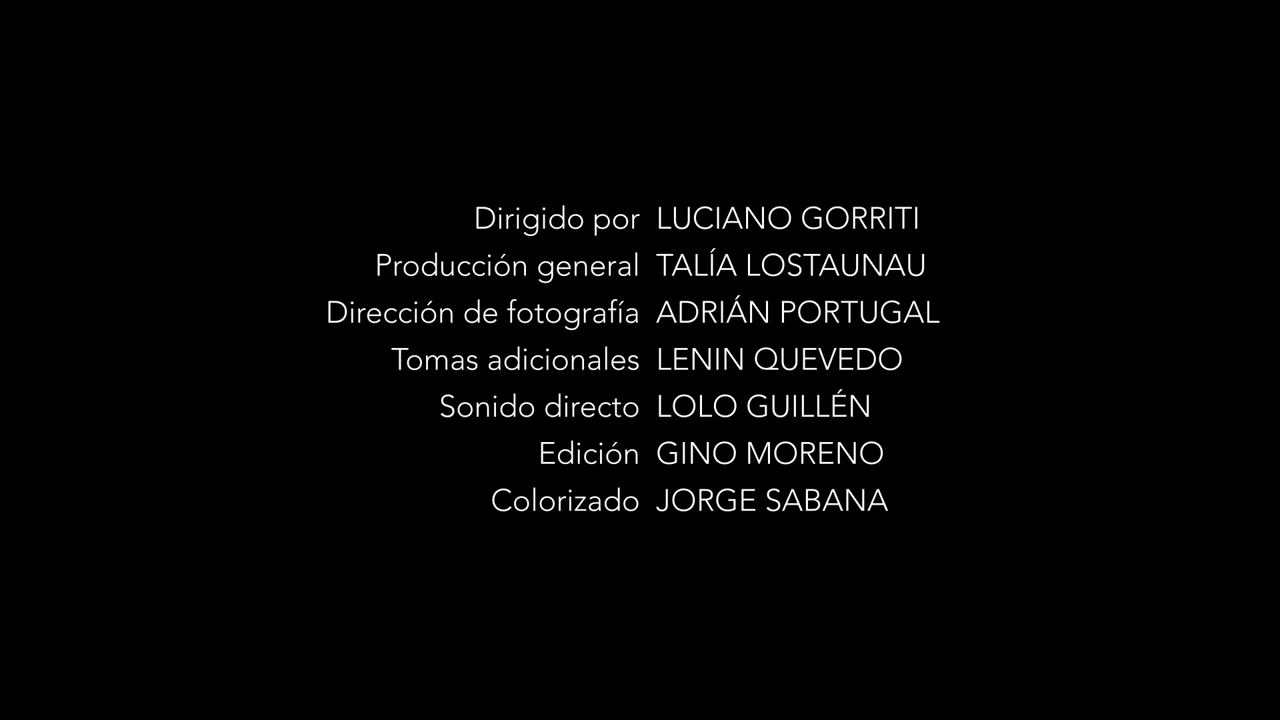 Dirigido por LUCIANO GORRITI
Producción general TALÍA LOSTAUNAU
Dirección de fotografía ADRIÁN PORTUGAL
Tomas adicionales LENIN QUEVEDO
Sonido directo LOLO GUILLÉN
Edición GINO MORENO
Colorizado JORGE SABANA